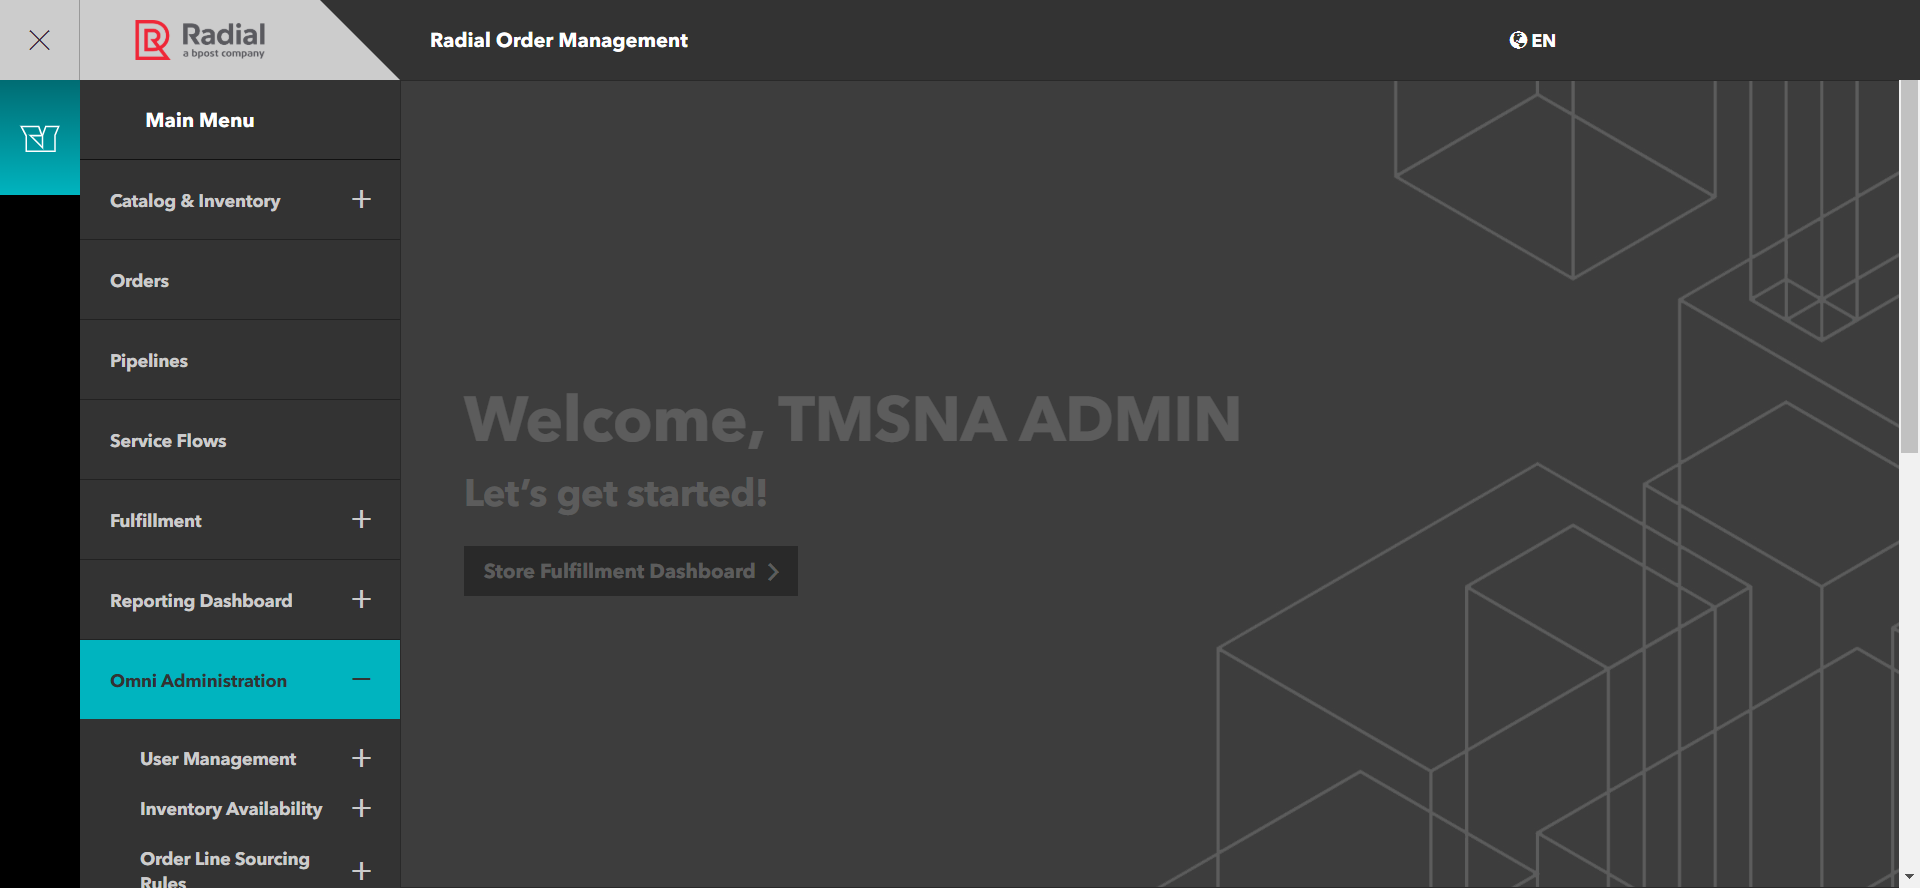 Radial
a bpost company
Radial Order Management
EN
Main Menu
Catalog & Inventory
Orders
Pipelines
Service Flows
Fulfillment
Reporting Dashboard
Omni Administration
User Management
Inventory Availability
Order Line Sourcing
Rules
Welcome, TMSNA ADMIN
Let's get started!
Store Fulfillment Dashboard